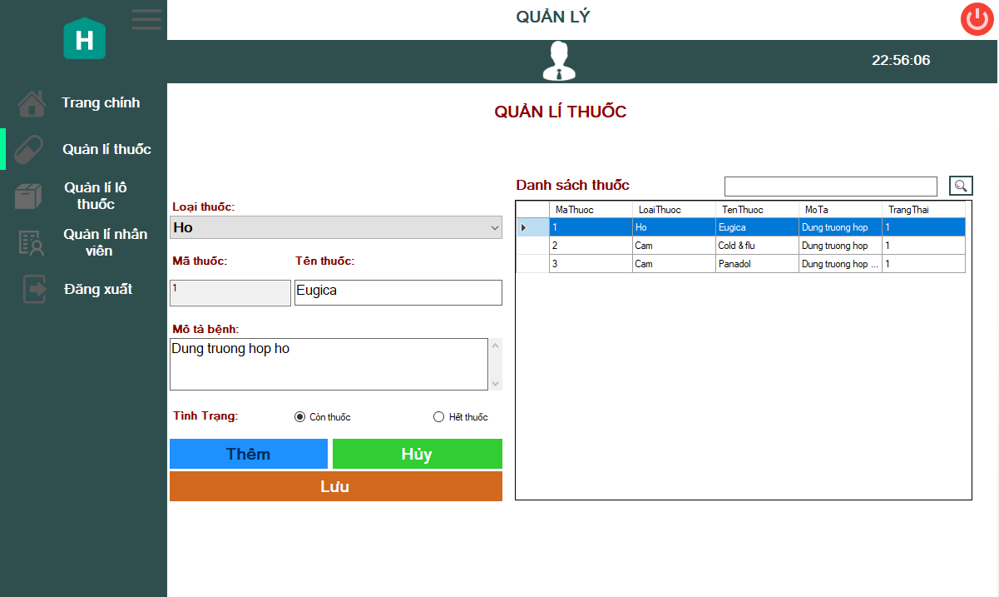 H
QUẢN LÝ
22:56:06
Trang chính
Quản lí thuốc
Quản lí lô
thuốc
Quản lí nhân
viên
Đăng xuất
QUẢN LÍ THUỐC
Loại thuốc:
Ho
Mã thuốc:
Tên thuốc:
1
Eugica
Mô tả bệnh:
Dung truong hop ho
Tình Trạng:
Còn thuốc
Hết thuốc
Thêm
Hủy
Lưu
Danh sách thuốc
MaThuoc LoaiThuoc TenThuoc MoTa TrangThai
1 Ho Eugica Dung truong hop 1
2 Cam Cold & flu Dung truong hop 1
3 Cam Panadol Dung truong hop ... 1